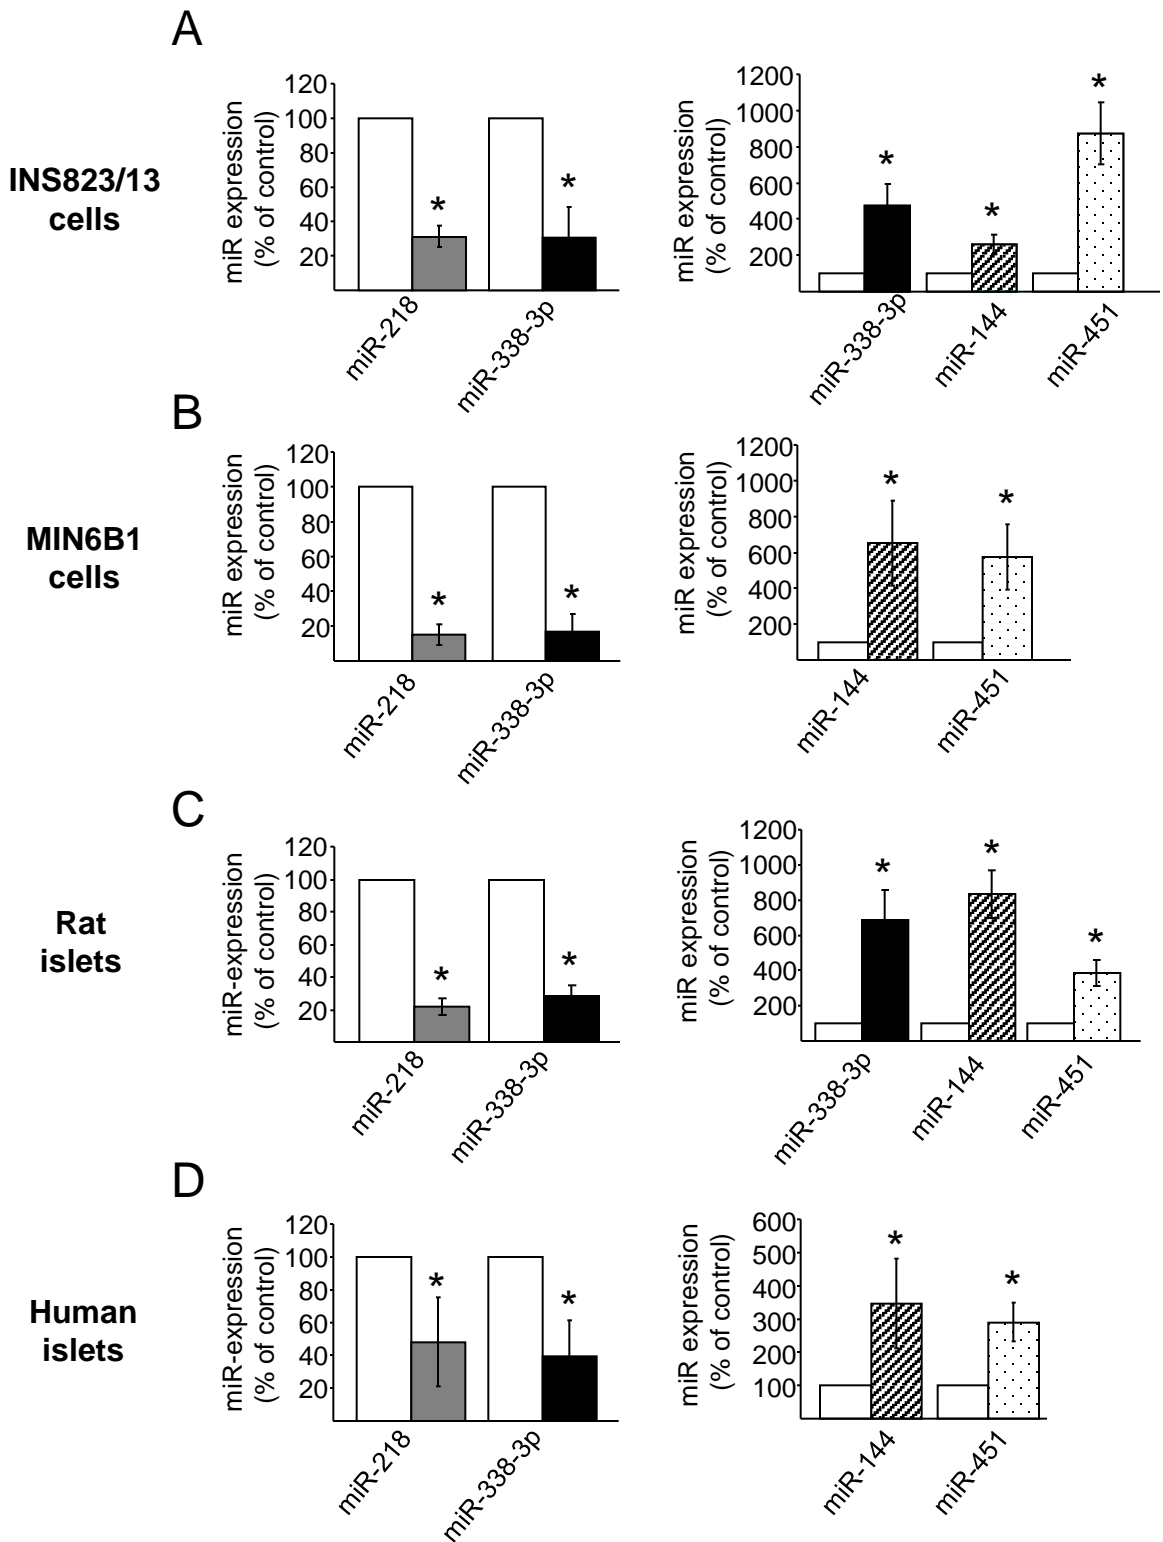 A
INS823/13
cells
miR expression
(% of control)
120
100
80
60
40
20
*
*
miR-218
miR-338-3p
miR expression
(% of control)
1200
1000
800
600
400
200
*
*
*
miR-338-3p
miR-144
miR-451
B
MIN6B1
cells
miR expression
(% of control)
120
100
80
60
40
20
*
*
miR-218
miR-338-3p
miR expression
(% of control)
1200
1000
800
600
400
200
*
*
miR-144
miR-451
C
Rat
islets
miR-expression
(% of control)
120
100
80
60
40
20
*
*
miR-218
miR-338-3p
miR expression
(% of control)
1200
1000
800
600
400
200
*
*
*
miR-338-3p
miR-144
miR-451
D
Human
islets
miR-expression
(% of control)
120
100
80
60
40
20
*
*
miR-218
miR-338-3p
miR expression
(% of control)
600
500
400
300
200
100
*
*
miR-144
miR-451